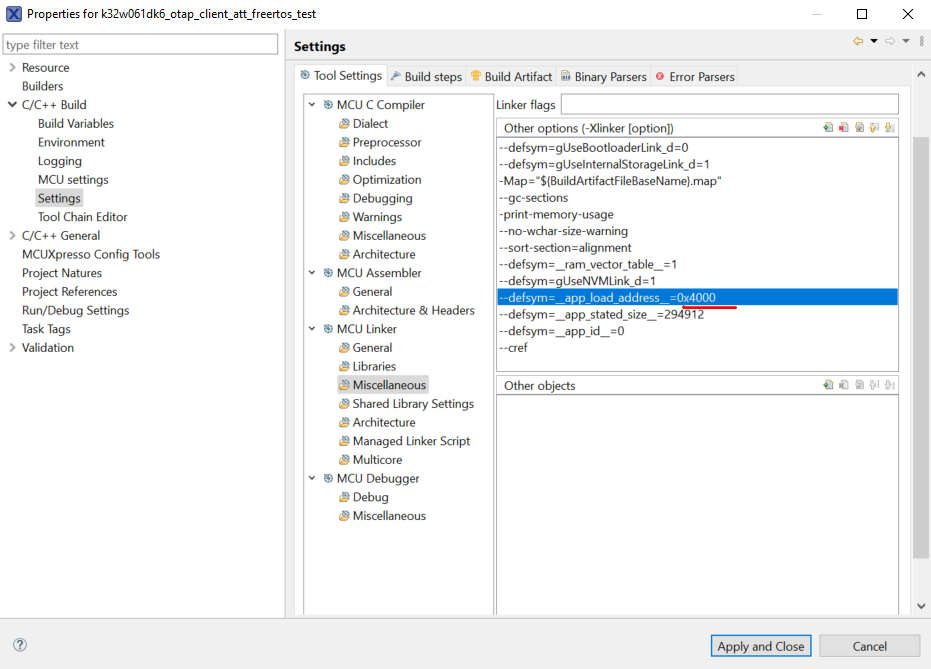 Properties for k32w061dk6_otap_client_att_freertos_test
type filter text
Resource
Builders
C/C++ Build
Build Variables
Environment
Logging
MCU settings
Settings
Tool Chain Editor
C/C++ General
MCUXpresso Config Tools
Project Natures
Project References
Run/Debug Settings
Task Tags
Validation
Settings
Tool Settings
Build steps
Build Artifact
Binary Parsers
Error Parsers
MCU C Compiler
Dialect
Preprocessor
Includes
Optimization
Debugging
Warnings
Miscellaneous
Architecture
MCU Assembler
General
Architecture & Headers
MCU Linker
General
Libraries
Miscellaneous
Shared Library Settings
Architecture
Managed Linker Script
Multicore
MCU Debugger
Debug
Miscellaneous
Linker flags
Other options (-Xlinker [option])
--defsym=gUseBootloaderLink_d=0
--defsym=gUseInternalStorageLink_d=1
-Map="${BuildArtifactFileBaseName}.map"
--gc-sections
-print-memory-usage
--no-wchar-size-warning
--sort-section=alignment
--defsym=__ram_vector_table__=1
--defsym=gUseNVMLink_d=1
--defsym=__app_load_address__=0x4000
--defsym=__app_stated_size__=294912
--defsym=__app_id__=0
--cref
Other objects
Apply and Close
Cancel